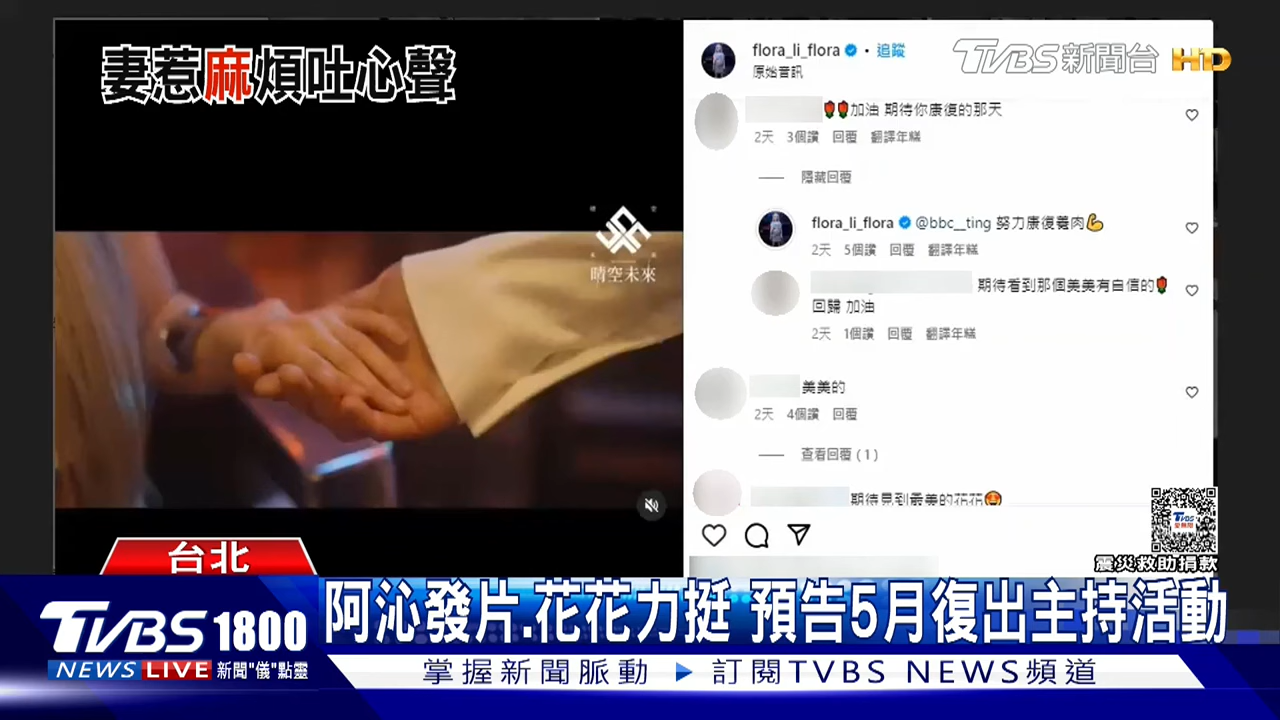 妻惹麻煩吐心聲
晴空未來
flora_li_flora • 追蹤
原始音訊
TVBS新聞台 HD
🌹🌹加油 期待你康復的那天
2天 3個讚 回覆 翻譯年糕
隱藏回覆
flora_li_flora @bbc__ting 努力康復養肉💪
2天 5個讚 回覆 翻譯年糕
期待看到那個美美有自信的🌹
回歸 加油
2天 1個讚 回覆 翻譯年糕
美美的
2天 4個讚 回覆
查看回覆 (1)
期待見到最美的花花🥰
TVBS
震災救助捐款
台北
阿沁發片.花花力挺 預告5月復出主持活動
TVBS 1800
NEWS LIVE 新聞"儀"點靈
掌握新聞脈動 ▶ 訂閱TVBS NEWS頻道